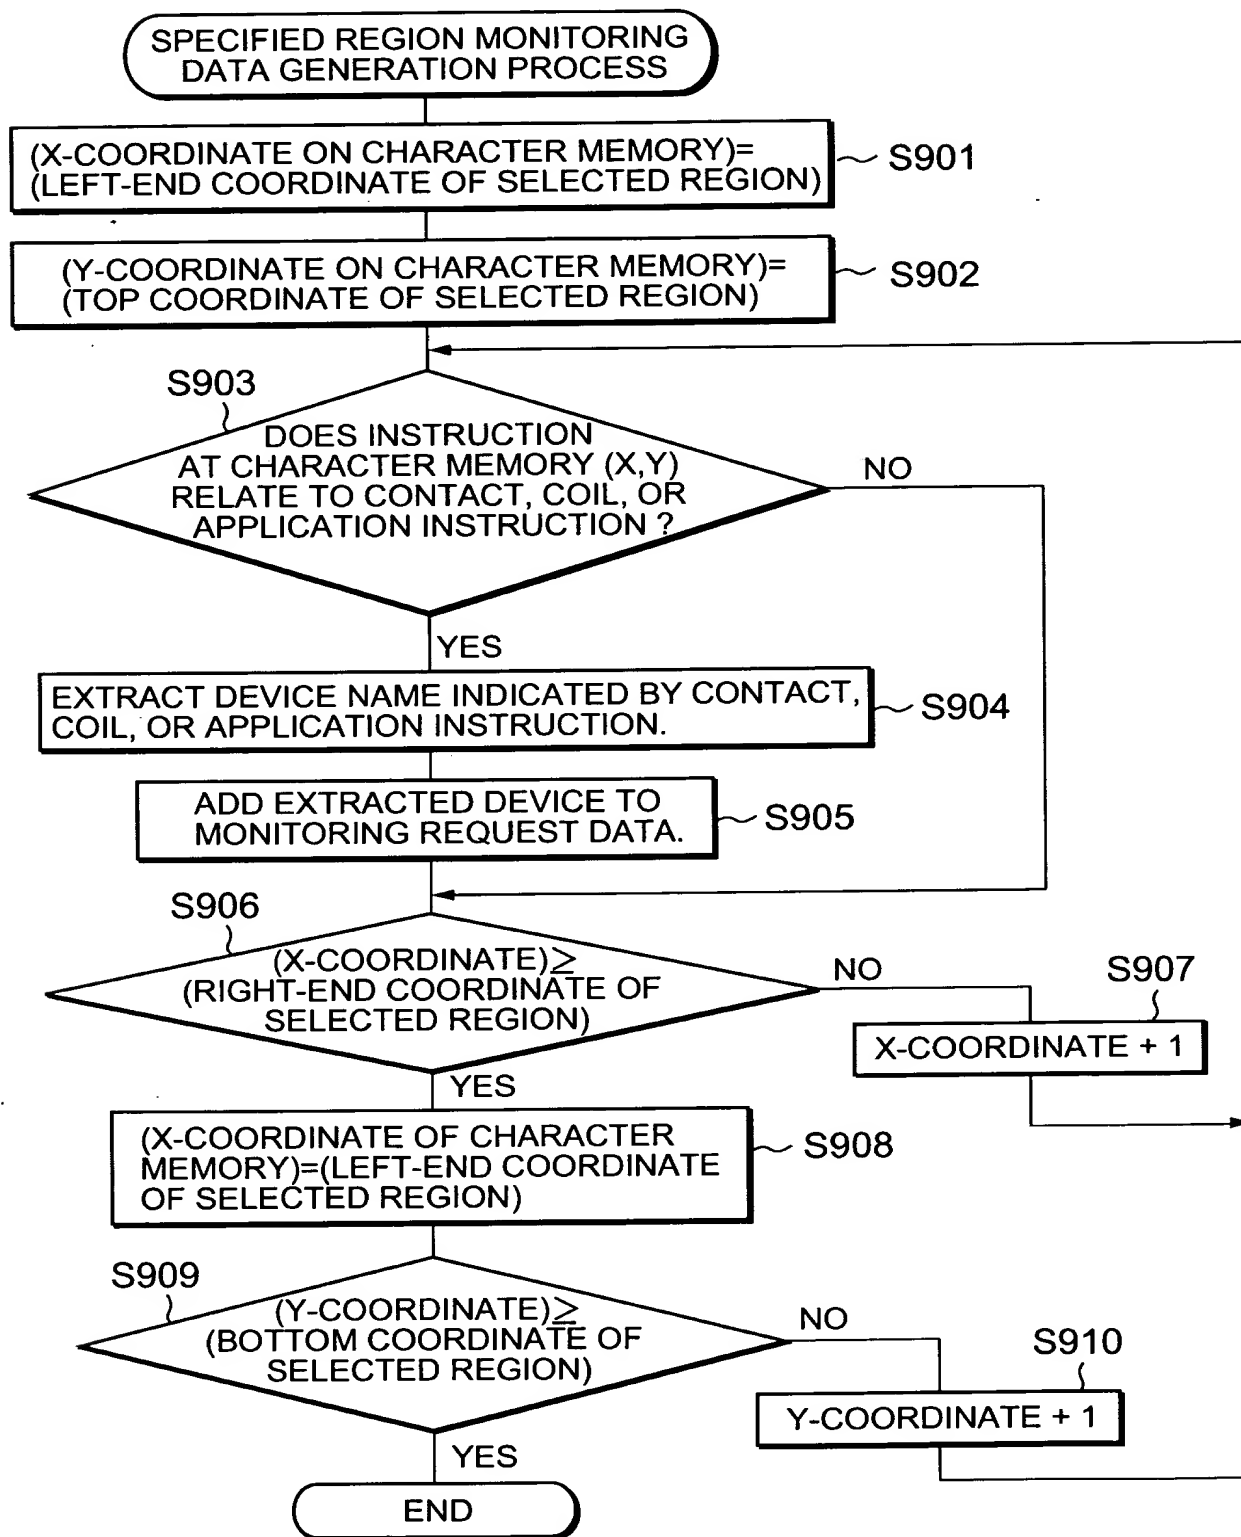 SPECIFIED REGION MONITORING
DATA GENERATION PROCESS
(X-COORDINATE ON CHARACTER MEMORY)=
(LEFT-END COORDINATE OF SELECTED REGION)
S901
(Y-COORDINATE ON CHARACTER MEMORY)=
(TOP COORDINATE OF SELECTED REGION)
S902
S903
DOES INSTRUCTION
AT CHARACTER MEMORY (X,Y)
RELATE TO CONTACT, COIL, OR
APPLICATION INSTRUCTION ?
NO
YES
EXTRACT DEVICE NAME INDICATED BY CONTACT,
COIL, OR APPLICATION INSTRUCTION.
S904
ADD EXTRACTED DEVICE TO
MONITORING REQUEST DATA.
S905
S906
(X-COORDINATE)≥
(RIGHT-END COORDINATE OF
SELECTED REGION)
NO
S907
X-COORDINATE + 1
YES
(X-COORDINATE OF CHARACTER
MEMORY)=(LEFT-END COORDINATE
OF SELECTED REGION)
S908
S909
(Y-COORDINATE)≥
(BOTTOM COORDINATE OF
SELECTED REGION)
NO
S910
Y-COORDINATE + 1
YES
END